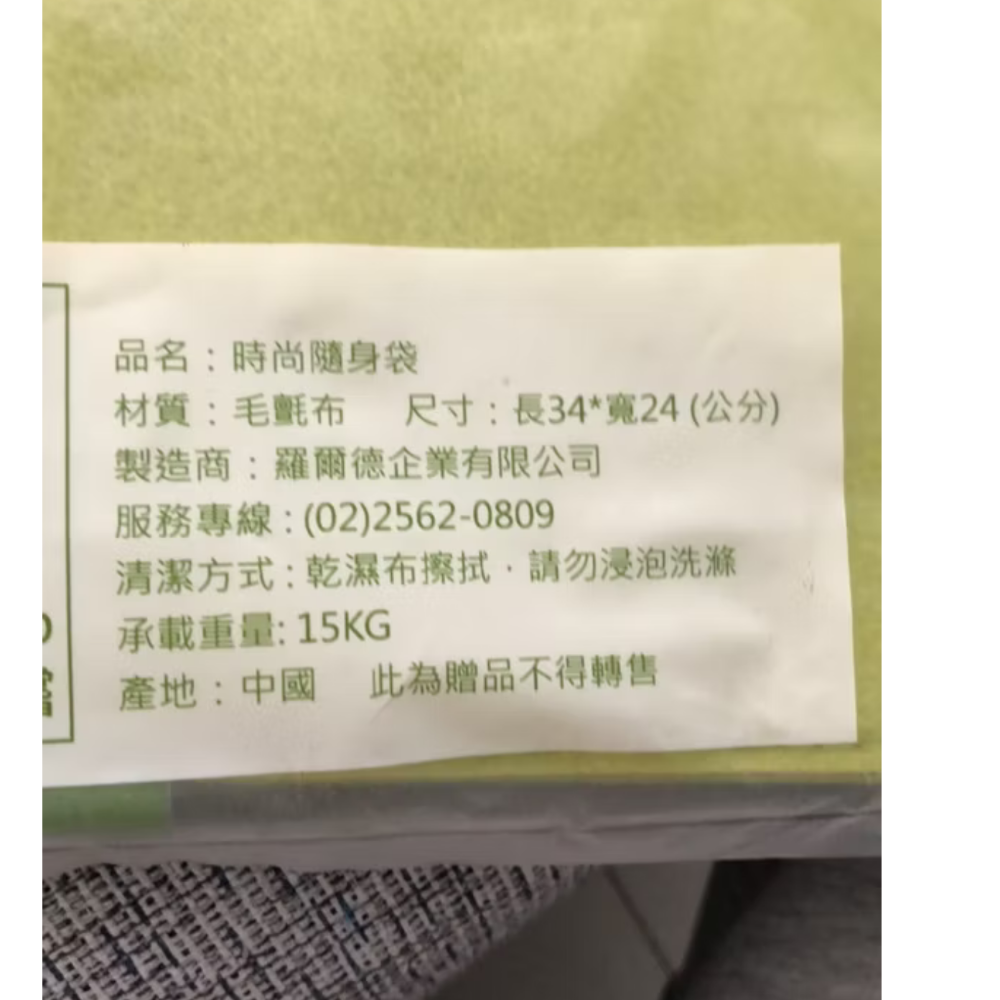 品名：時尚隨身袋
材質：毛氈布　尺寸：長34*寬24 (公分)
製造商：羅爾德企業有限公司
服務專線：(02)2562-0809
清潔方式：乾濕布擦拥，請勿浸泡洗滌
承載重量：15KG
產地：中國　此為贈品不得轉售